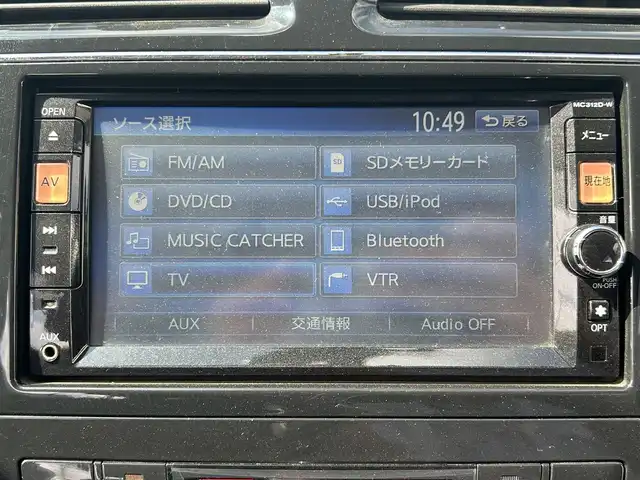 OPEN
MC312D-W
ソース選択
10:49
戻る
メニュー
AV
FM/AM
SDメモリーカード
現在地
DVD/CD
USB/iPod
音量
MUSIC CATCHER
Bluetooth
TV
VTR
PUSH
ON-OFF
AUX
交通情報
Audio OFF
AUX
OPT